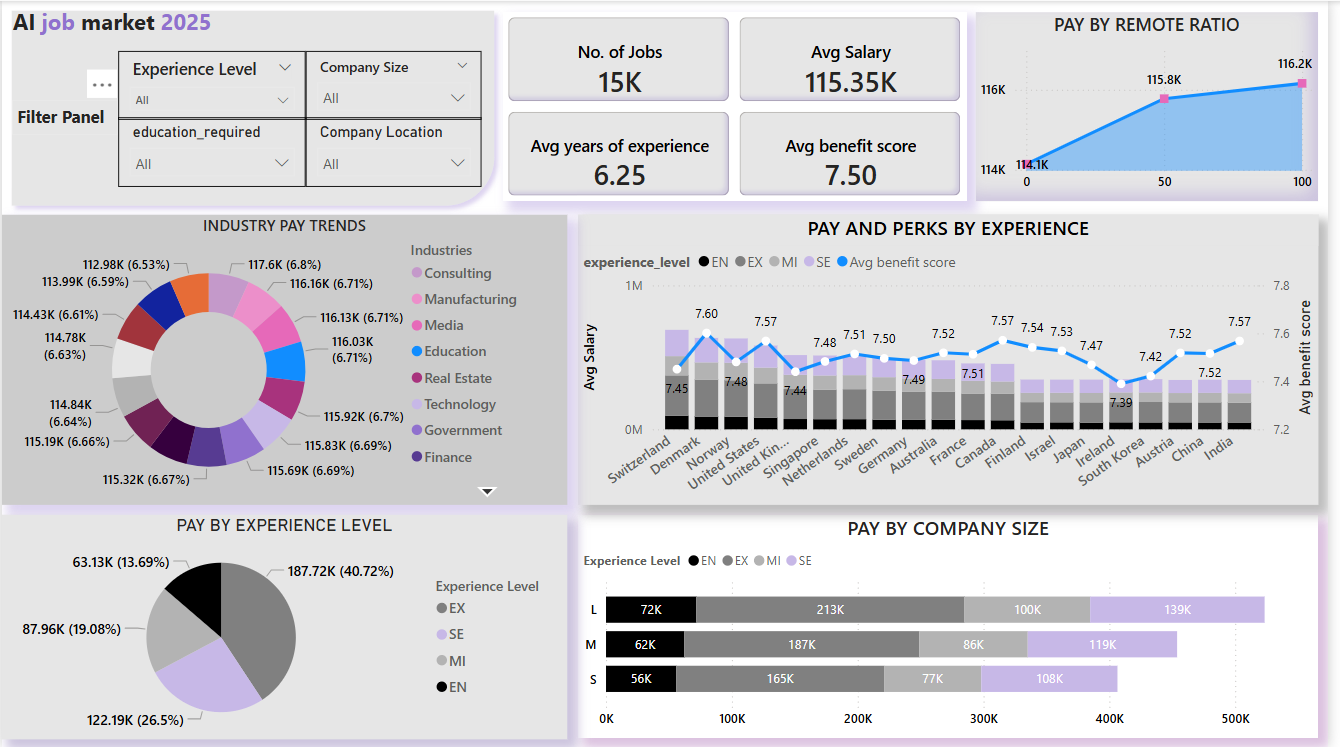 AI job market 2025
Filter Panel
Experience Level
All
Company Size
All
education_required
All
Company Location
All
No. of Jobs
15K
Avg Salary
115.35K
Avg years of experience
6.25
Avg benefit score
7.50
PAY BY REMOTE RATIO
116K
114K
114.1K
115.8K
116.2K
0 50 100
INDUSTRY PAY TRENDS
117.6K (6.8%)
116.16K (6.71%)
116.13K (6.71%)
116.03K
(6.71%)
115.92K (6.7%)
115.83K (6.69%)
115.69K (6.69%)
115.32K (6.67%)
115.19K (6.66%)
114.84K
(6.64%)
114.78K
(6.63%)
114.43K (6.61%)
113.99K (6.59%)
112.98K (6.53%)
Industries
Consulting
Manufacturing
Media
Education
Real Estate
Technology
Government
Finance
PAY AND PERKS BY EXPERIENCE
experience_level EN EX MI SE Avg benefit score
Avg Salary
1M
0M
7.45
7.60
7.48
7.57
7.44
7.48
7.51
7.50
7.49
7.52
7.51
7.57
7.54
7.53
7.47
7.39
7.42
7.52
7.52
7.57
7.8
7.6
7.4
7.2
Avg benefit score
Switzerland
Denmark
Norway
United States
United Kin...
Singapore
Netherlands
Sweden
Germany
Australia
France
Canada
Finland
Israel
Japan
Ireland
South Korea
Austria
China
India
PAY BY EXPERIENCE LEVEL
187.72K (40.72%)
122.19K (26.5%)
87.96K (19.08%)
63.13K (13.69%)
Experience Level
EX
SE
MI
EN
PAY BY COMPANY SIZE
Experience Level EN EX MI SE
L 72K 213K 100K 139K
M 62K 187K 86K 119K
S 56K 165K 77K 108K
0K 100K 200K 300K 400K 500K